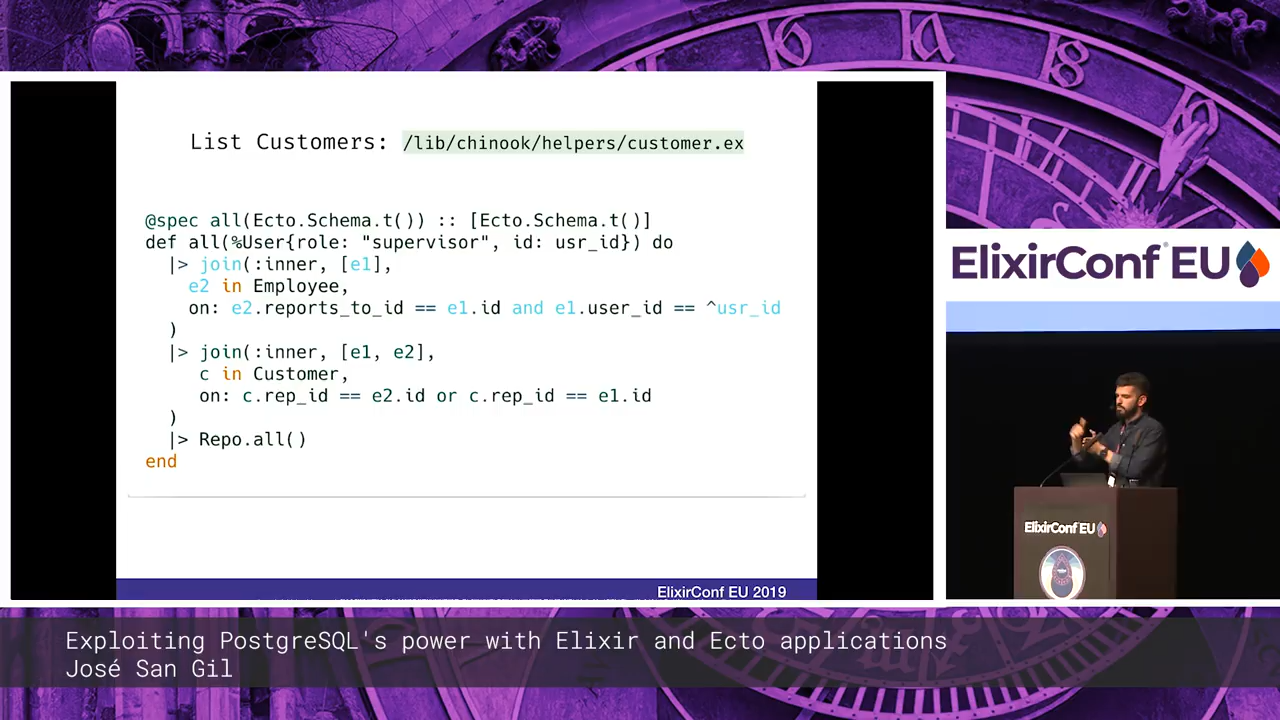 List Customers: /lib/chinook/helpers/customer.ex
@spec all(Ecto.Schema.t()) :: [Ecto.Schema.t()]
def all(%User{role: "supervisor", id: usr_id}) do
|> join(:inner, [e1],
e2 in Employee,
on: e2.reports_to_id == e1.id and e1.user_id == ^usr_id
)
|> join(:inner, [e1, e2],
c in Customer,
on: c.rep_id == e2.id or c.rep_id == e1.id
)
|> Repo.all()
end
ElixirConf EU 2019
ElixirConf® EU
ElixirConf EU
Exploiting PostgreSQL's power with Elixir and Ecto applications
José San Gil